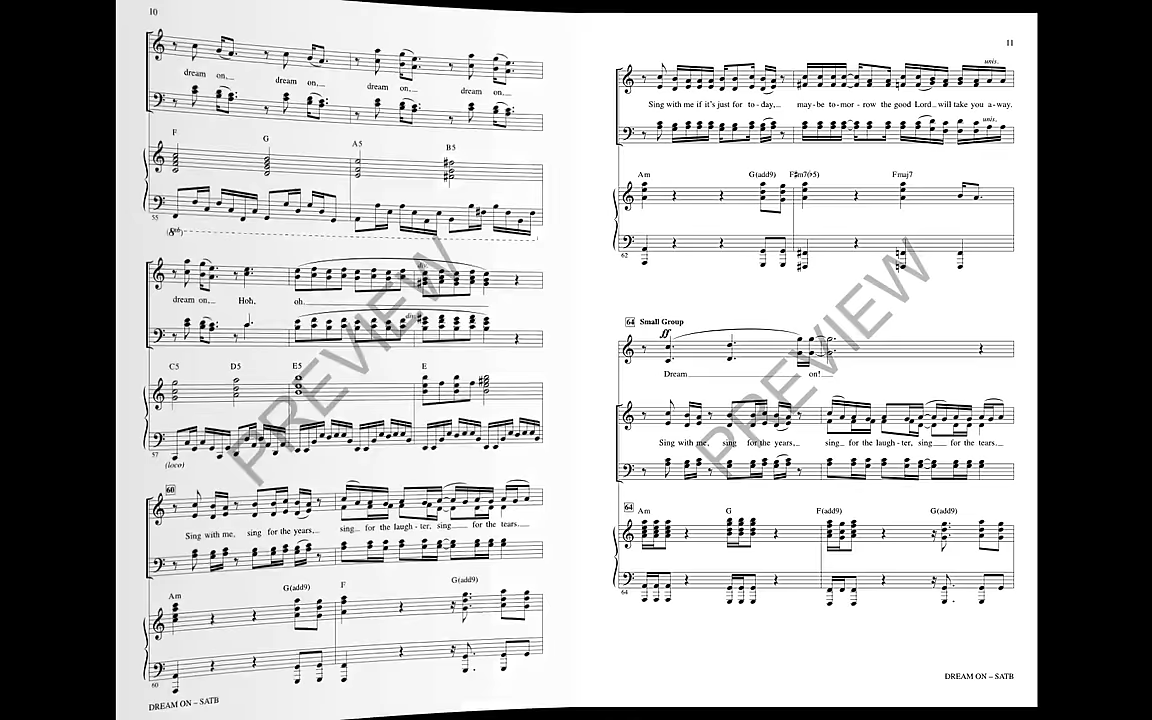 10
dream on, dream on, dream on, dream on,
F G A5 B5
55
(8vb)
div.
dream on, Hoh, oh.
div.
C5 D5 E5 E
57
(loco)
60
Sing with me, sing for the years, sing for the laugh - ter, sing for the tears.
Am G(add9) F G(add9)
60
DREAM ON – SATB
11
unis.
Sing with me if it's just for to - day, may - be to - mor - row the good Lord will take you a - way.
unis.
Am G(add9) F#m7(b5) Fmaj7
62
64 Small Group
ff
Dream on!
Sing with me, sing for the years, sing for the laugh - ter, sing for the tears.
64
Am G F(add9) G(add9)
64
DREAM ON – SATB
PREVIEW
PREVIEW